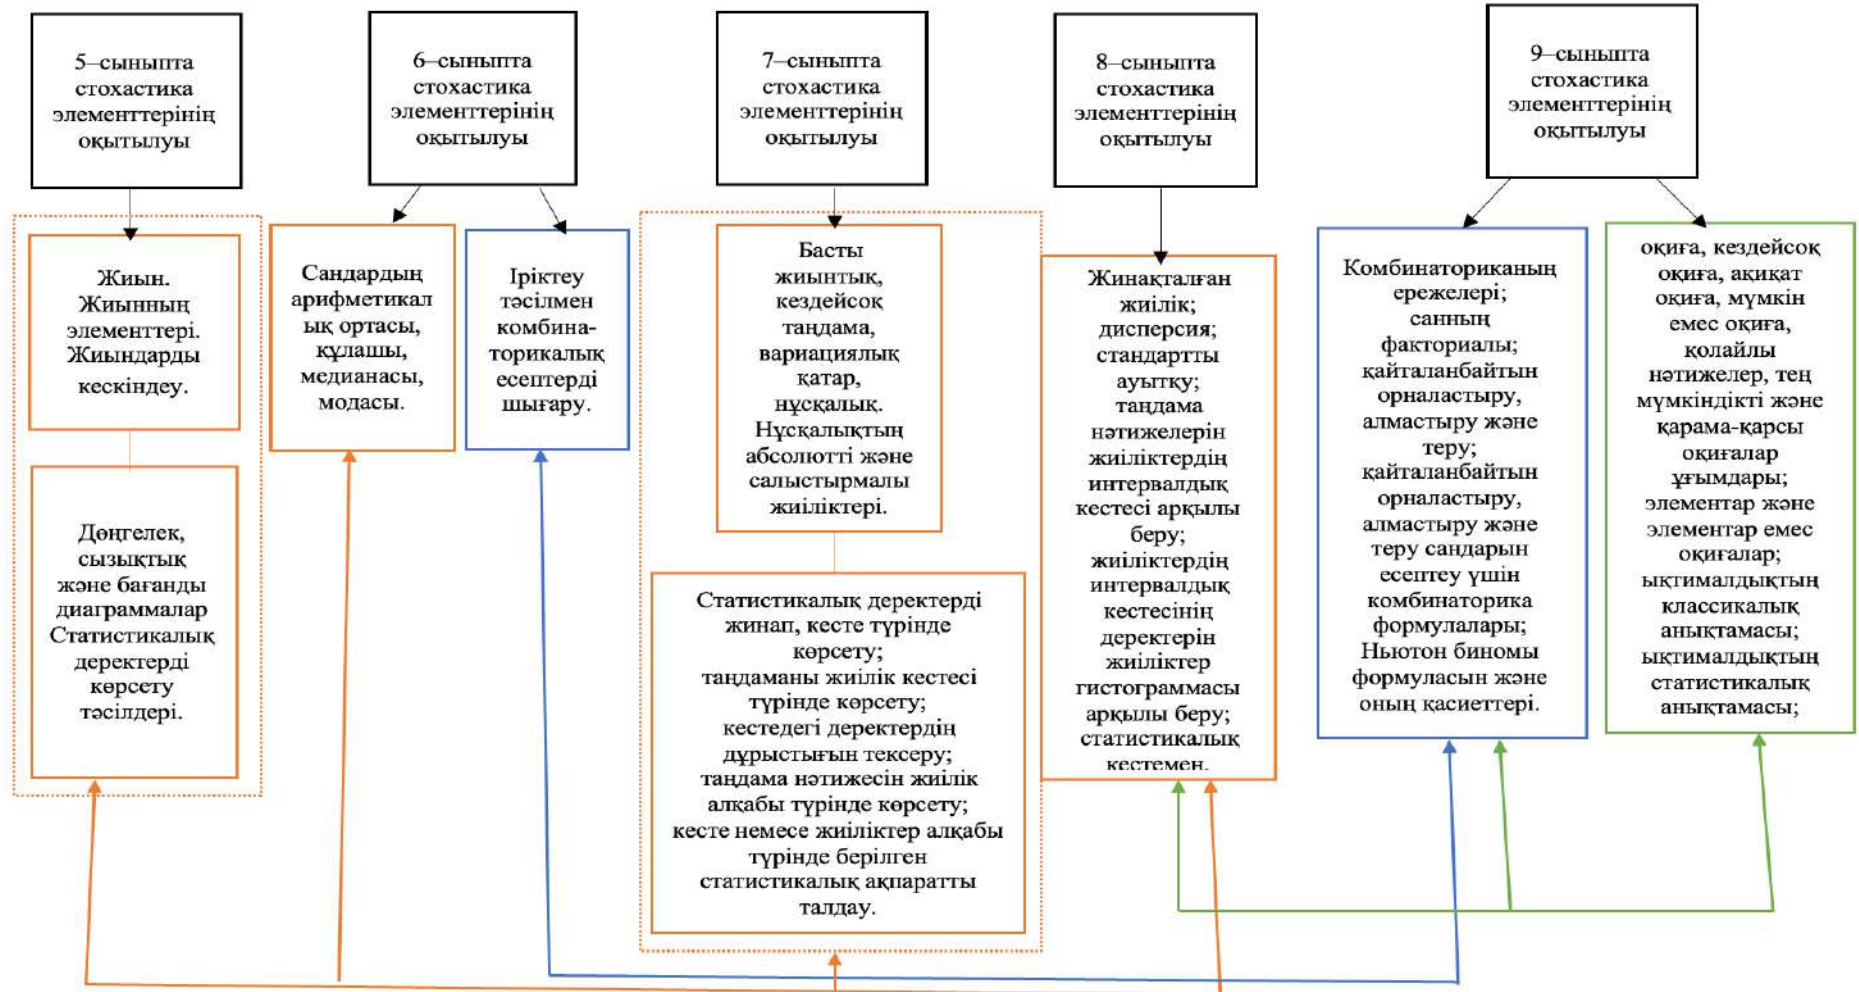 5–сыныпта
стохастика
элементтерінің
оқытылуы
6–сыныпта
стохастика
элементтерінің
оқытылуы
7–сыныпта
стохастика
элементтерінің
оқытылуы
8–сыныпта
стохастика
элементтерінің
оқытылуы
9–сыныпта
стохастика
элементтерінің
оқытылуы
Жиын.
Жиынның
элементтері.
Жиындарды
кескіндеу.
Дөңгелек,
сызықтық
және бағанды
диаграммалар
Статистикалық
деректерді
көрсету
тәсілдері.
Сандардың
арифметикал
ық ортасы,
құлашы,
медианасы,
модасы.
Іріктеу
тәсілмен
комбина-
торикалық
есептерді
шығару.
Басты
жиынтық,
кездейсоқ
таңдама,
вариациялық
қатар,
нұсқалық.
Нұсқалықтың
абсолютті және
салыстырмалы
жиіліктері.
Статистикалық деректерді
жинап, кесте түрінде
көрсету;
таңдаманы жиілік кестесі
түрінде көрсету;
кестедегі деректердің
дұрыстығын тексеру;
таңдама нәтижесін жиілік
алқабы түрінде көрсету;
кесте немесе жиіліктер алқабы
түрінде берілген
статистикалық ақпаратты
талдау.
Жинақталған
жиілік;
дисперсия;
стандартты
ауытқу;
таңдама
нәтижелерін
жиіліктердің
интервалдық
кестесі арқылы
беру;
жиіліктердің
интервалдық
кестесінің
деректерін
жиіліктер
гистограммасы
арқылы беру;
статистикалық
кестемен.
Комбинаториканың
ережелері;
санның
факториалы;
қайталанбайтын
орналастыру,
алмастыру және
теру;
қайталанбайтын
орналастыру,
алмастыру және
теру сандарын
есептеу үшін
комбинаторика
формулалары;
Ньютон биномы
формуласын және
оның қасиеттері.
оқиға, кездейсоқ
оқиға, ақиқат
оқиға, мүмкін
емес оқиға,
қолайлы
нәтижелер, тең
мүмкіндікті және
қарама-қарсы
оқиғалар
ұғымдары;
элементар және
элементар емес
оқиғалар;
ықтималдықтың
классикалық
анықтамасы;
ықтималдықтың
статистикалық
анықтамасы;